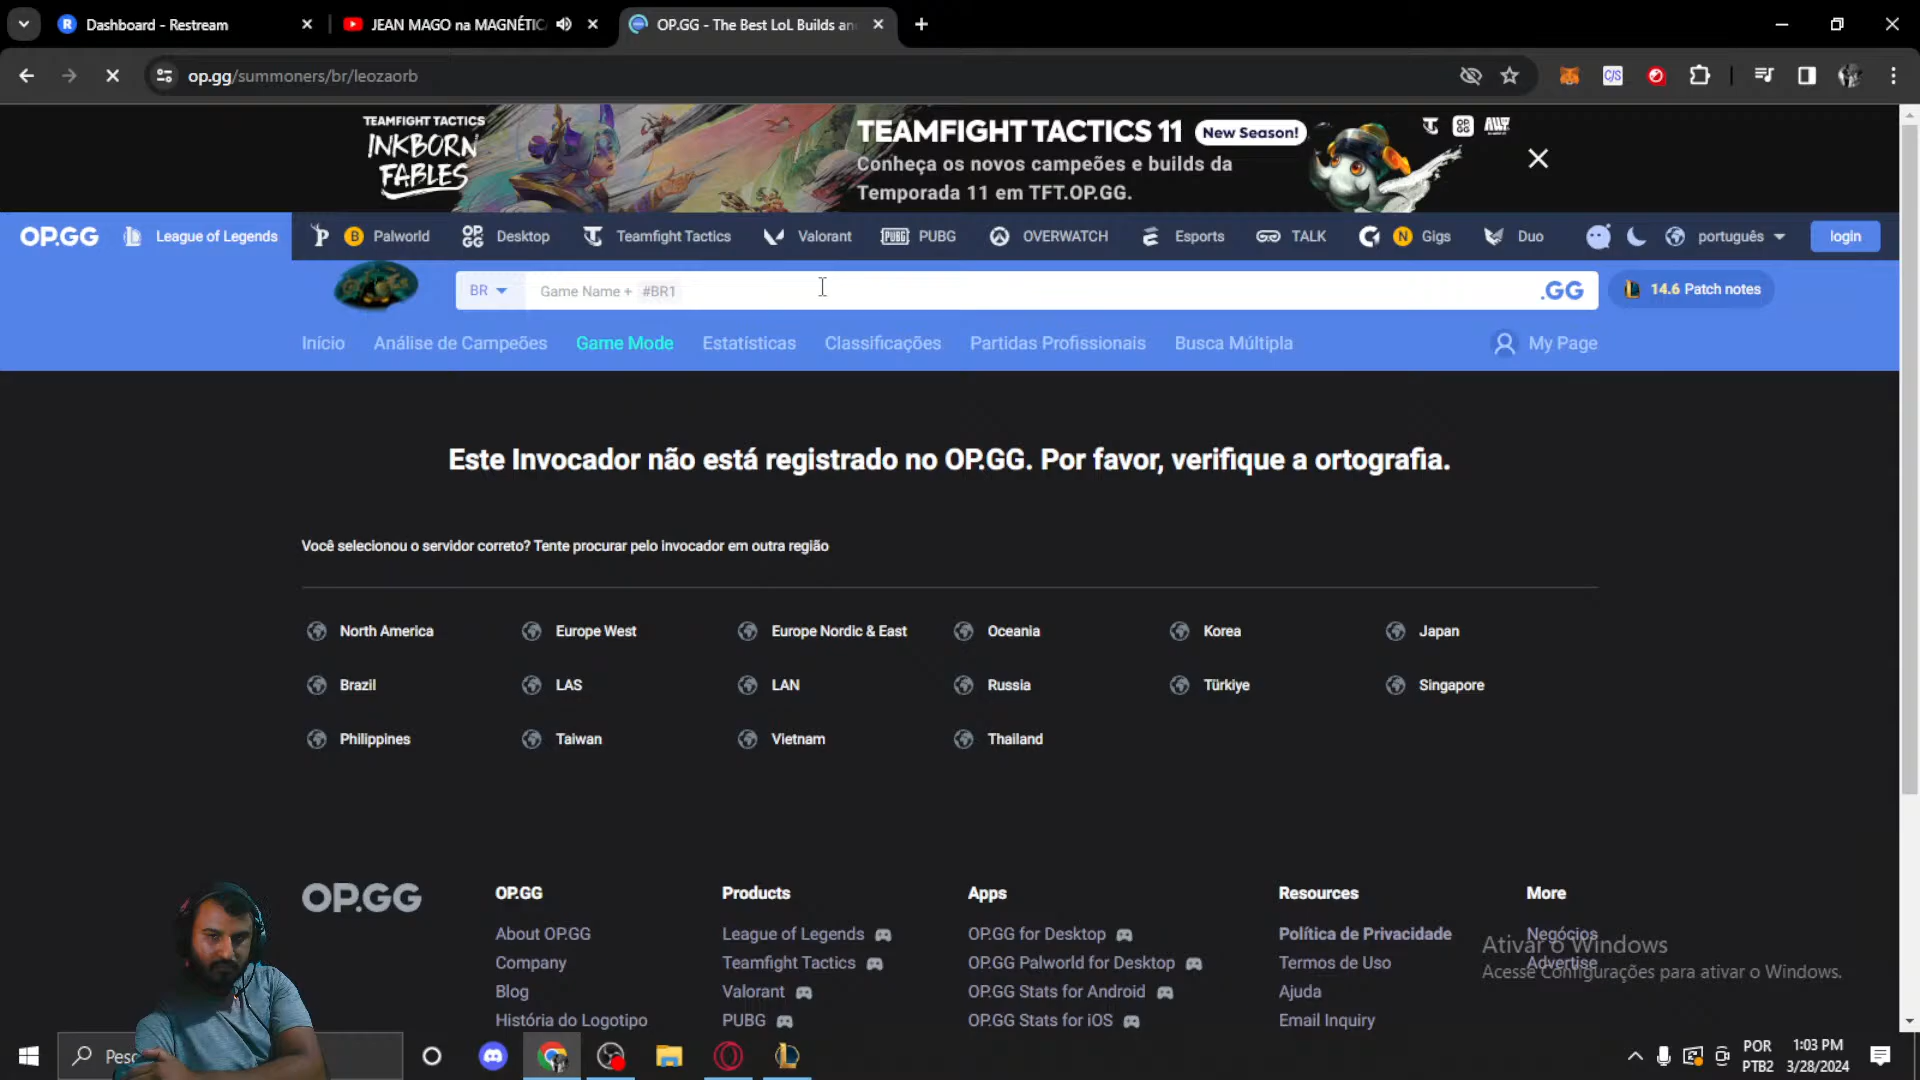 Dashboard - Restream
JEAN MAGO na MAGNÉTIC
OP.GG - The Best LoL Builds an
op.gg/summoners/br/leozaorb
TEAMFIGHT TACTICS
INKBORN
FABLES
TEAMFIGHT TACTICS 11 New Season!
Conheça os novos campeões e builds da
Temporada 11 em TFT.OP.GG.
OP.GG League of Legends Palworld Desktop Teamfight Tactics Valorant PUBG OVERWATCH Esports TALK Gigs Duo português login
BR Game Name + #BR1 .GG 14.6 Patch notes
Início Análise de Campeões Game Mode Estatísticas Classificações Partidas Profissionais Busca Múltipla My Page
Este Invocador não está registrado no OP.GG. Por favor, verifique a ortografia.
Você selecionou o servidor correto? Tente procurar pelo invocador em outra região
North America Europe West Europe Nordic & East Oceania Korea Japan
Brazil LAS LAN Russia Türkiye Singapore
Philippines Taiwan Vietnam Thailand
OP.GG OP.GG Products Apps Resources More
About OP.GG League of Legends OP.GG for Desktop Política de Privacidade Negócios
Company Teamfight Tactics OP.GG Palworld for Desktop Termos de Uso Advertise
Blog Valorant OP.GG Stats for Android Ajuda
História do Logotipo PUBG OP.GG Stats for iOS Email Inquiry
Ativar o Windows
Acesse Configurações para ativar o Windows.
POR 1:03 PM
PTB2 3/28/2024